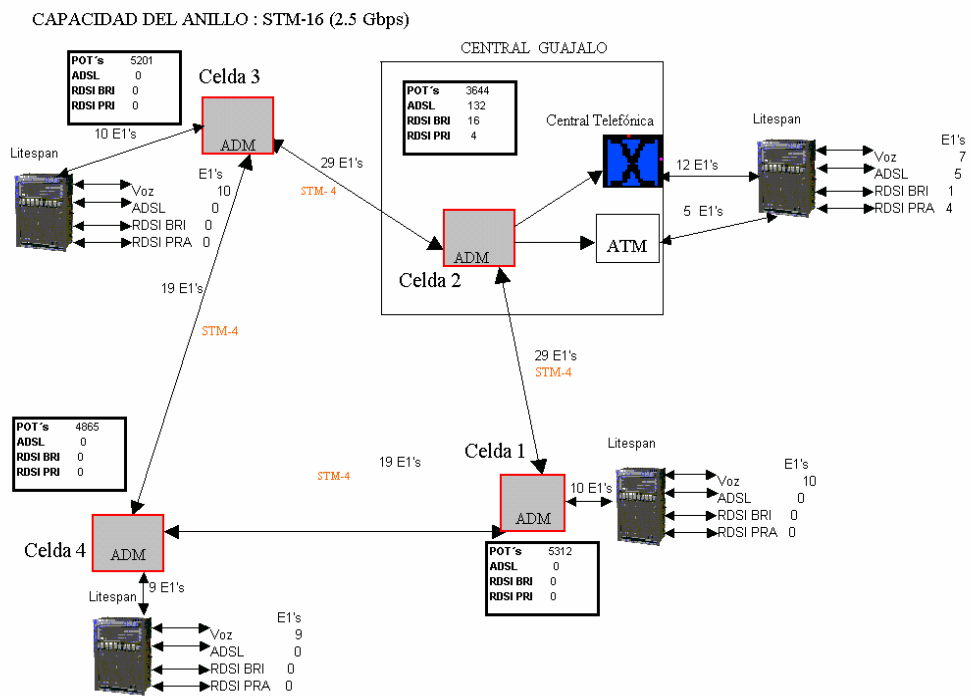 CAPACIDAD DEL ANILLO : STM-16 (2.5 Gbps)
CENTRAL GUAJALO
POT´s 5201
ADSL 0
RDSI BRI 0
RDSI PRI 0
Celda 3
ADM
10 E1's
Litespan
E1's
Voz 10
ADSL 0
RDSI BRI 0
RDSI PRA 0
29 E1's
STM- 4
POT´s 3644
ADSL 132
RDSI BRI 16
RDSI PRI 4
Central Telefónica
12 E1's
5 E1's
ATM
ADM
Celda 2
Litespan
E1's
Voz 7
ADSL 5
RDSI BRI 1
RDSI PRA 4
19 E1's
STM-4
29 E1's
STM-4
POT´s 4865
ADSL 0
RDSI BRI 0
RDSI PRI 0
Celda 4
ADM
19 E1's
STM-4
Celda 1
ADM
10 E1's
Litespan
E1's
Voz 10
ADSL 0
RDSI BRI 0
RDSI PRA 0
POT´s 5312
ADSL 0
RDSI BRI 0
RDSI PRI 0
9 E1's
Litespan
E1's
Voz 9
ADSL 0
RDSI BRI 0
RDSI PRA 0